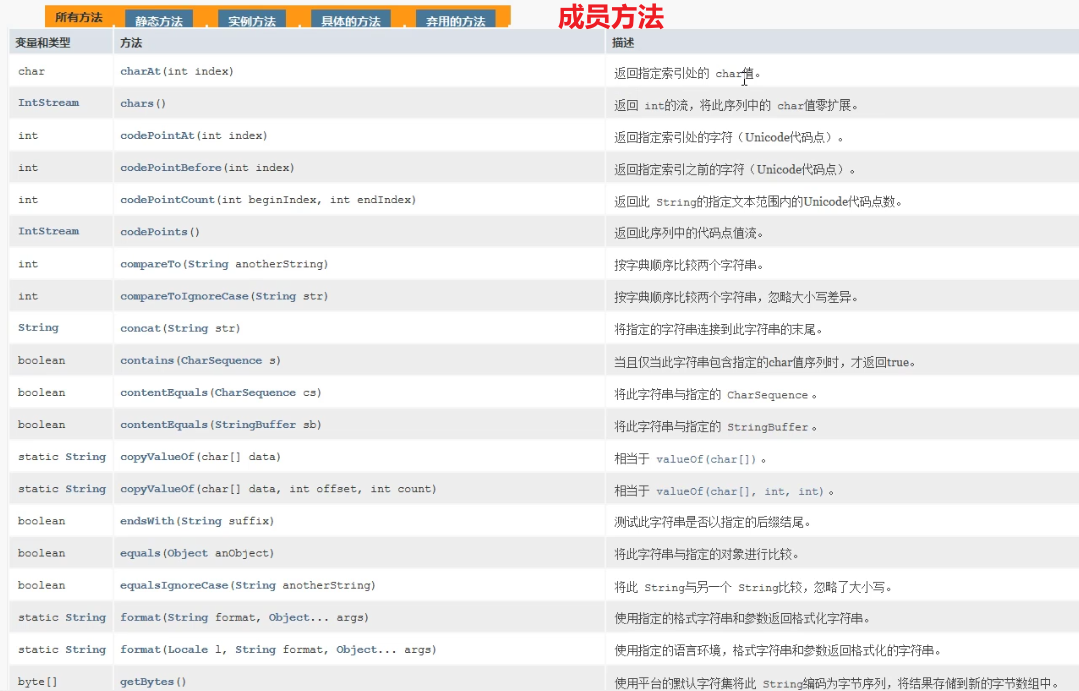 所有方法 静态方法 实例方法 具体的方法 弃用的方法 成员方法
变量和类型 方法 描述
char charAt(int index) 返回指定索引处的 char值。
IntStream chars() 返回 int的流，将此序列中的 char值零扩展。
int codePointAt(int index) 返回指定索引处的字符（Unicode代码点）。
int codePointBefore(int index) 返回指定索引之前的字符（Unicode代码点）。
int codePointCount(int beginIndex, int endIndex) 返回此 String的指定文本范围内的Unicode代码点数。
IntStream codePoints() 返回此序列中的代码点值流。
int compareTo(String anotherString) 按字典顺序比较两个字符串。
int compareToIgnoreCase(String str) 按字典顺序比较两个字符串，忽略大小写差异。
String concat(String str) 将指定的字符串连接到此字符串的末尾。
boolean contains(CharSequence s) 当且仅当此字符串包含指定的char值序列时，才返回true。
boolean contentEquals(CharSequence cs) 将此字符串与指定的 CharSequence 。
boolean contentEquals(StringBuffer sb) 将此字符串与指定的 StringBuffer 。
static String copyValueOf(char[] data) 相当于 valueOf(char[]) 。
static String copyValueOf(char[] data, int offset, int count) 相当于 valueOf(char[], int, int) 。
boolean endsWith(String suffix) 测试此字符串是否以指定的后缀结尾。
boolean equals(Object anObject) 将此字符串与指定的对象进行比较。
boolean equalsIgnoreCase(String anotherString) 将此 String与另一个 String比较，忽略了大小写。
static String format(String format, Object... args) 使用指定的格式字符串和参数返回格式化字符串。
static String format(Locale l, String format, Object... args) 使用指定的语言环境，格式字符串和参数返回格式化的字符串。
byte[] getBytes() 使用平台的默认字符集将此 String编码为字节序列，将结果存储到新的字节数组中。